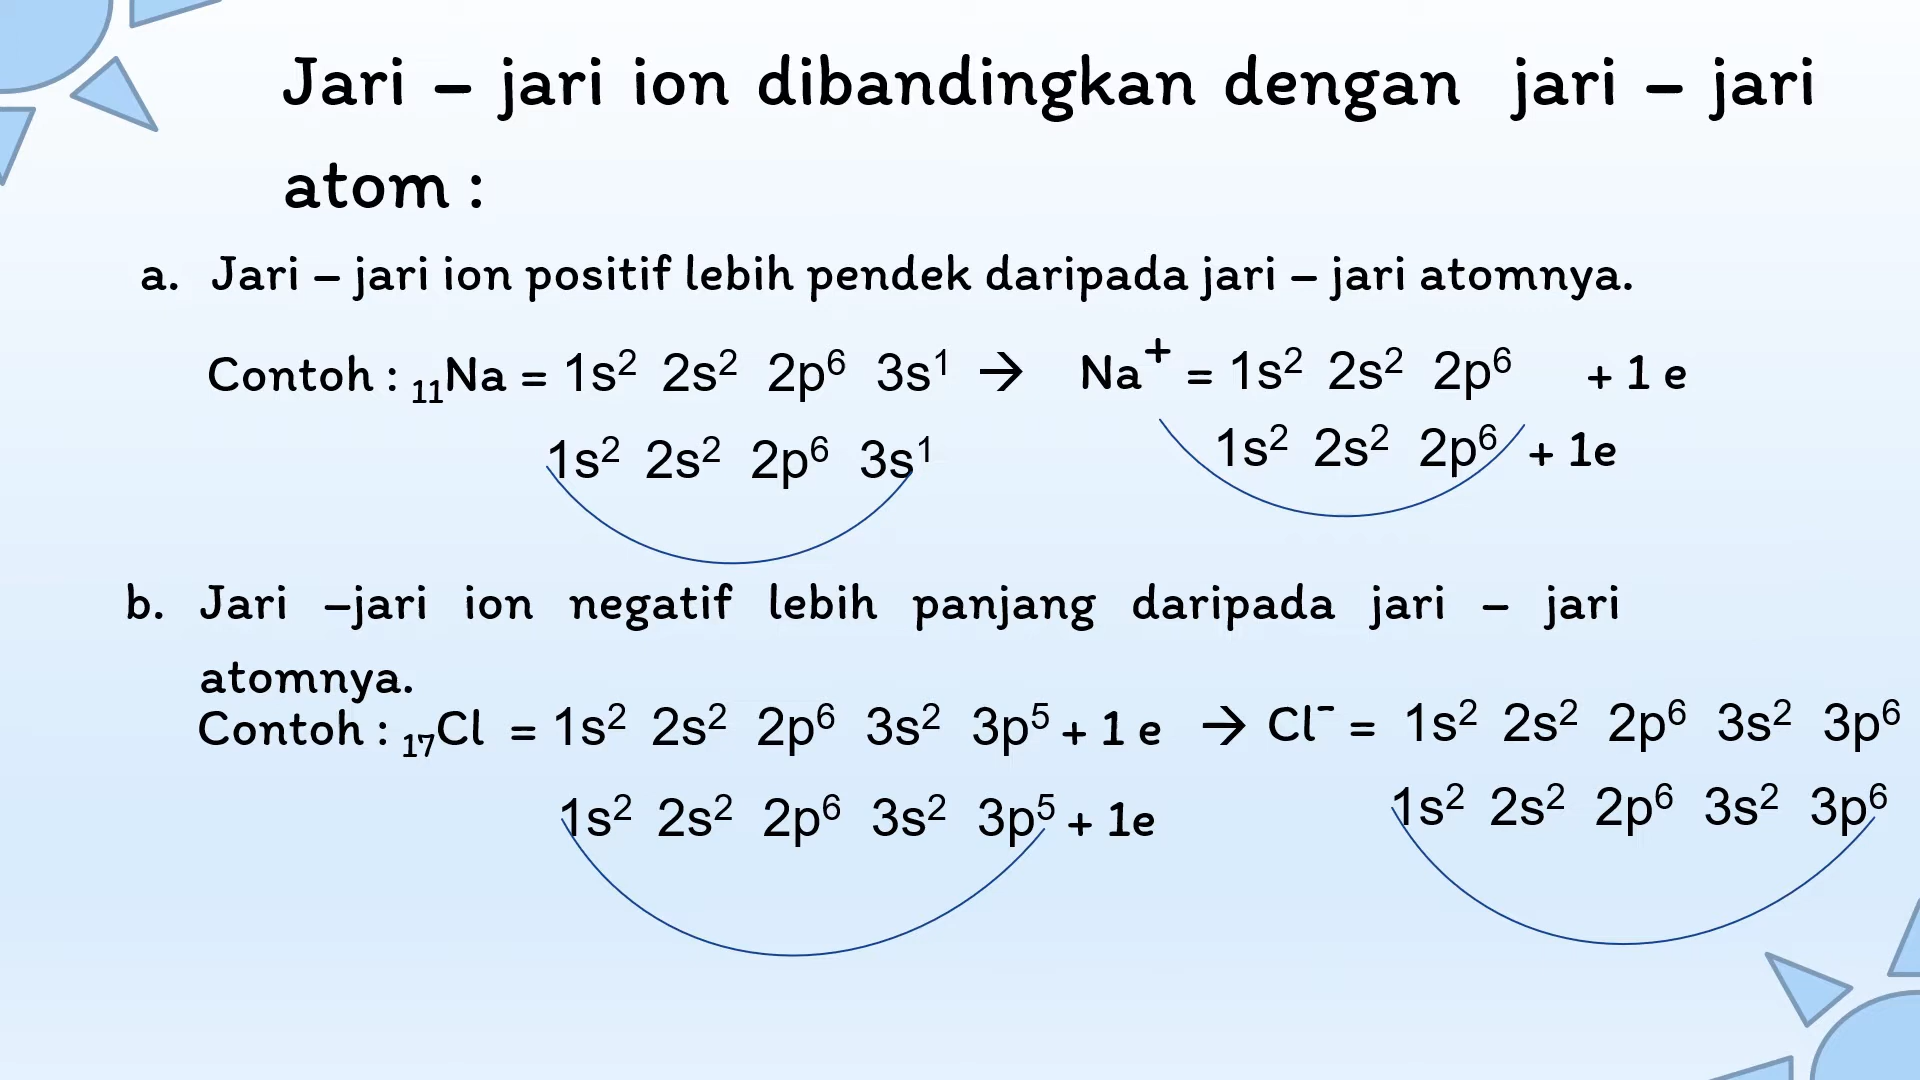 Jari – jari ion dibandingkan dengan jari – jari
atom :
a. Jari – jari ion positif lebih pendek daripada jari – jari atomnya.
Contoh : ₁₁Na = 1s² 2s² 2p⁶ 3s¹ → Na⁺ = 1s² 2s² 2p⁶ + 1 e
1s² 2s² 2p⁶ 3s¹ 1s² 2s² 2p⁶ + 1e
b. Jari –jari ion negatif lebih panjang daripada jari – jari
atomnya.
Contoh : ₁₇Cl = 1s² 2s² 2p⁶ 3s² 3p⁵ + 1 e → Cl⁻ = 1s² 2s² 2p⁶ 3s² 3p⁶
1s² 2s² 2p⁶ 3s² 3p⁵ + 1e 1s² 2s² 2p⁶ 3s² 3p⁶